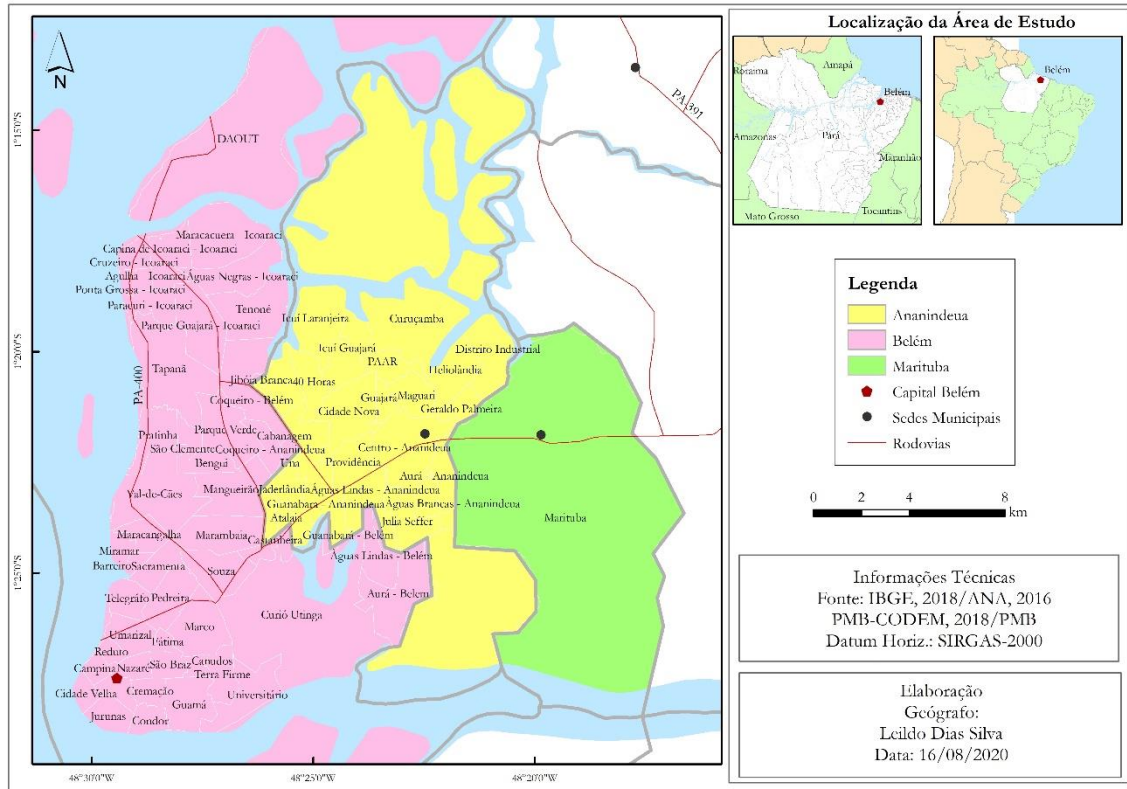 N
1°15'0"S
1°20'0"S
1°25'0"S
PA-391
DAOUT
Maracacuera Icoaraci
Capina de Icoaraci - Icoaraci
Cruzeiro - Icoaraci
Agulha Icoaraci
Águas Negras - Icoaraci
Ponta Grossa - Icoaraci
Paracuri - Icoaraci
Tenoné
Parque Guajará - Icoaraci
Icuí Laranjeira
Curuçamba
Icuí Guajará
PAAR
Distrito Industrial
Heliolândia
Tapanã
PA-400
Jibóia Branca
40 Horas
Coqueiro - Belém
Guajará
Maguari
Cidade Nova
Geraldo Palmeira
Pratinha
Parque Verde
Cabanagem
São Clemente
Coqueiro - Ananindeua
Centro - Ananideua
Benguí
Una
Providência
Aurá - Ananindeua
Val-de-Cães
Mangueirão
Jaderlândia
Águas Lindas - Ananindeua
Guanabara
Ananindeua
Águas Brancas - Ananindeua
Atalaia
Julia Seffer
Marituba
Maracangalha
Marambaia
Castanheira
Guanabará - Belém
Miramar
Águas Lindas - Belém
Barreiro
Sacramenta
Souza
Telegráfo
Pedreira
Aurá - Belem
Curió Utinga
Marco
Umarizal
Fátima
Reduto
Campina
Nazaré
São Braz
Canudos
Terra Firme
Cidade Velha
Cremação
Universitário
Guamá
Jurunas
Condor
48°30'0"W
48°25'0"W
48°20'0"W
Localização da Área de Estudo
Roraima
Amapá
Belém
Amazonas
Pará
Maranhão
Tocantins
Mato Grosso
Belém
Legenda
Ananindeua
Belém
Marituba
Capital Belém
Sedes Municipais
Rodovias
0 2 4 8
km
Informações Técnicas
Fonte: IBGE, 2018/ANA, 2016
PMB-CODEM, 2018/PMB
Datum Horiz.: SIRGAS-2000
Elaboração
Geógrafo:
Leildo Dias Silva
Data: 16/08/2020